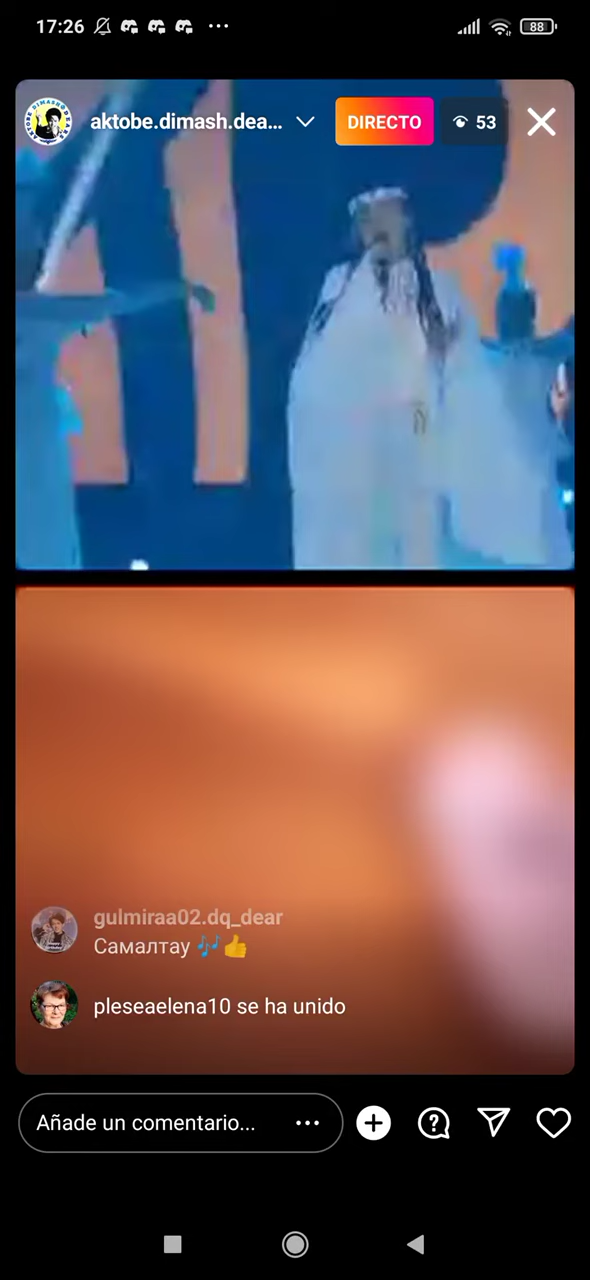 17:26
88
aktobe.dimash.dea...
DIRECTO
53
gulmiraa02.dq_dear
Самалтау 🎶👍
pleseaelena10 se ha unido
Añade un comentario...